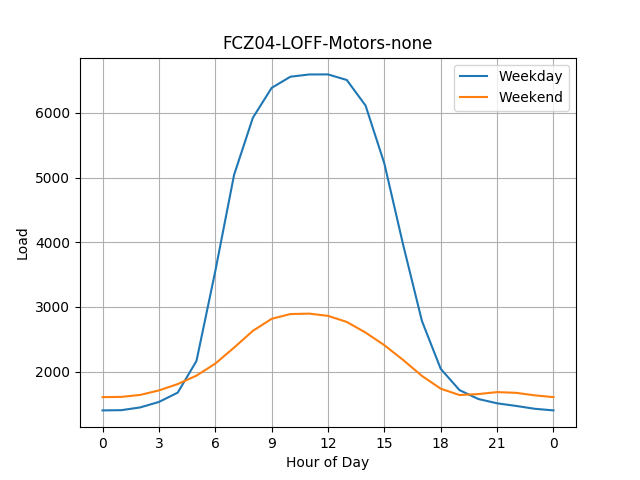 FCZ04-LOFF-Motors-none
Weekday
Weekend
6000
5000
4000
3000
2000
Load
0 3 6 9 12 15 18 21 0
Hour of Day